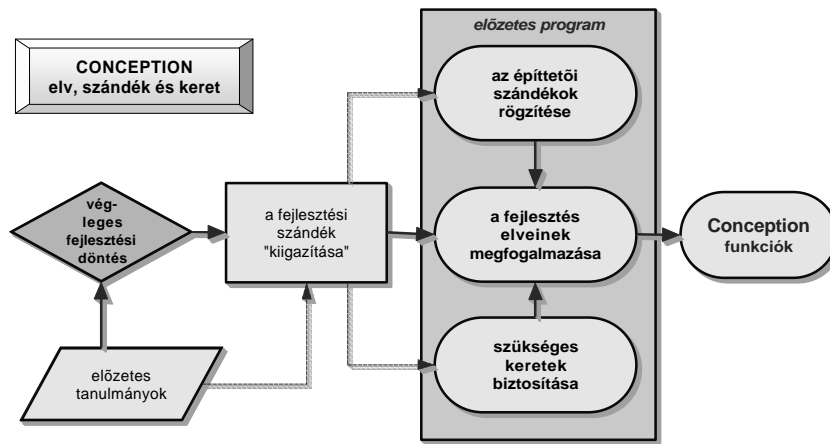 előzetes program
CONCEPTION
elv, szándék és keret
az építtetõi
szándékok
rögzítése
vég-
leges
fejlesztési
döntés
a fejlesztési
szándék
"kiigazítása"
a fejlesztés
elveinek
megfogalmazása
Conception
funkciók
szükséges
keretek
biztosítása
előzetes
tanulmányok